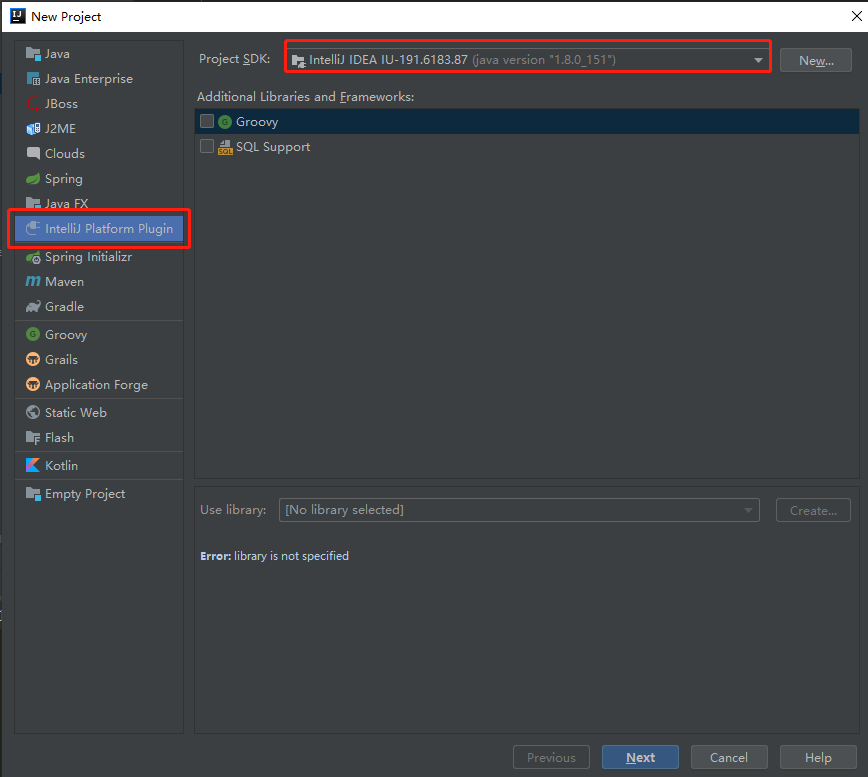 New Project
Java
Java Enterprise
JBoss
J2ME
Clouds
Spring
Java FX
IntelliJ Platform Plugin
Spring Initializr
Maven
Gradle
Groovy
Grails
Application Forge
Static Web
Flash
Kotlin
Empty Project
Project SDK: IntelliJ IDEA IU-191.6183.87 (java version "1.8.0_151") New...
Additional Libraries and Frameworks:
Groovy
SQL Support
Use library: [No library selected] Create...
Error: library is not specified
Previous Next Cancel Help